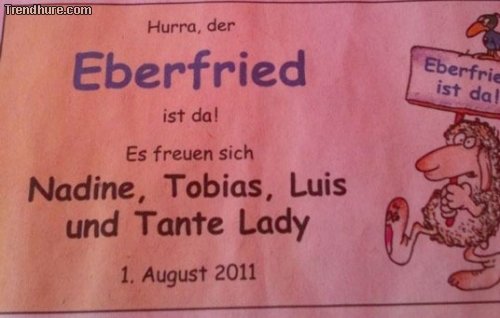 Trendhure.com
Hurra, der
Eberfried
ist da!
Es freuen sich
Nadine, Tobias, Luis
und Tante Lady
1. August 2011
Eberfrie
ist da!